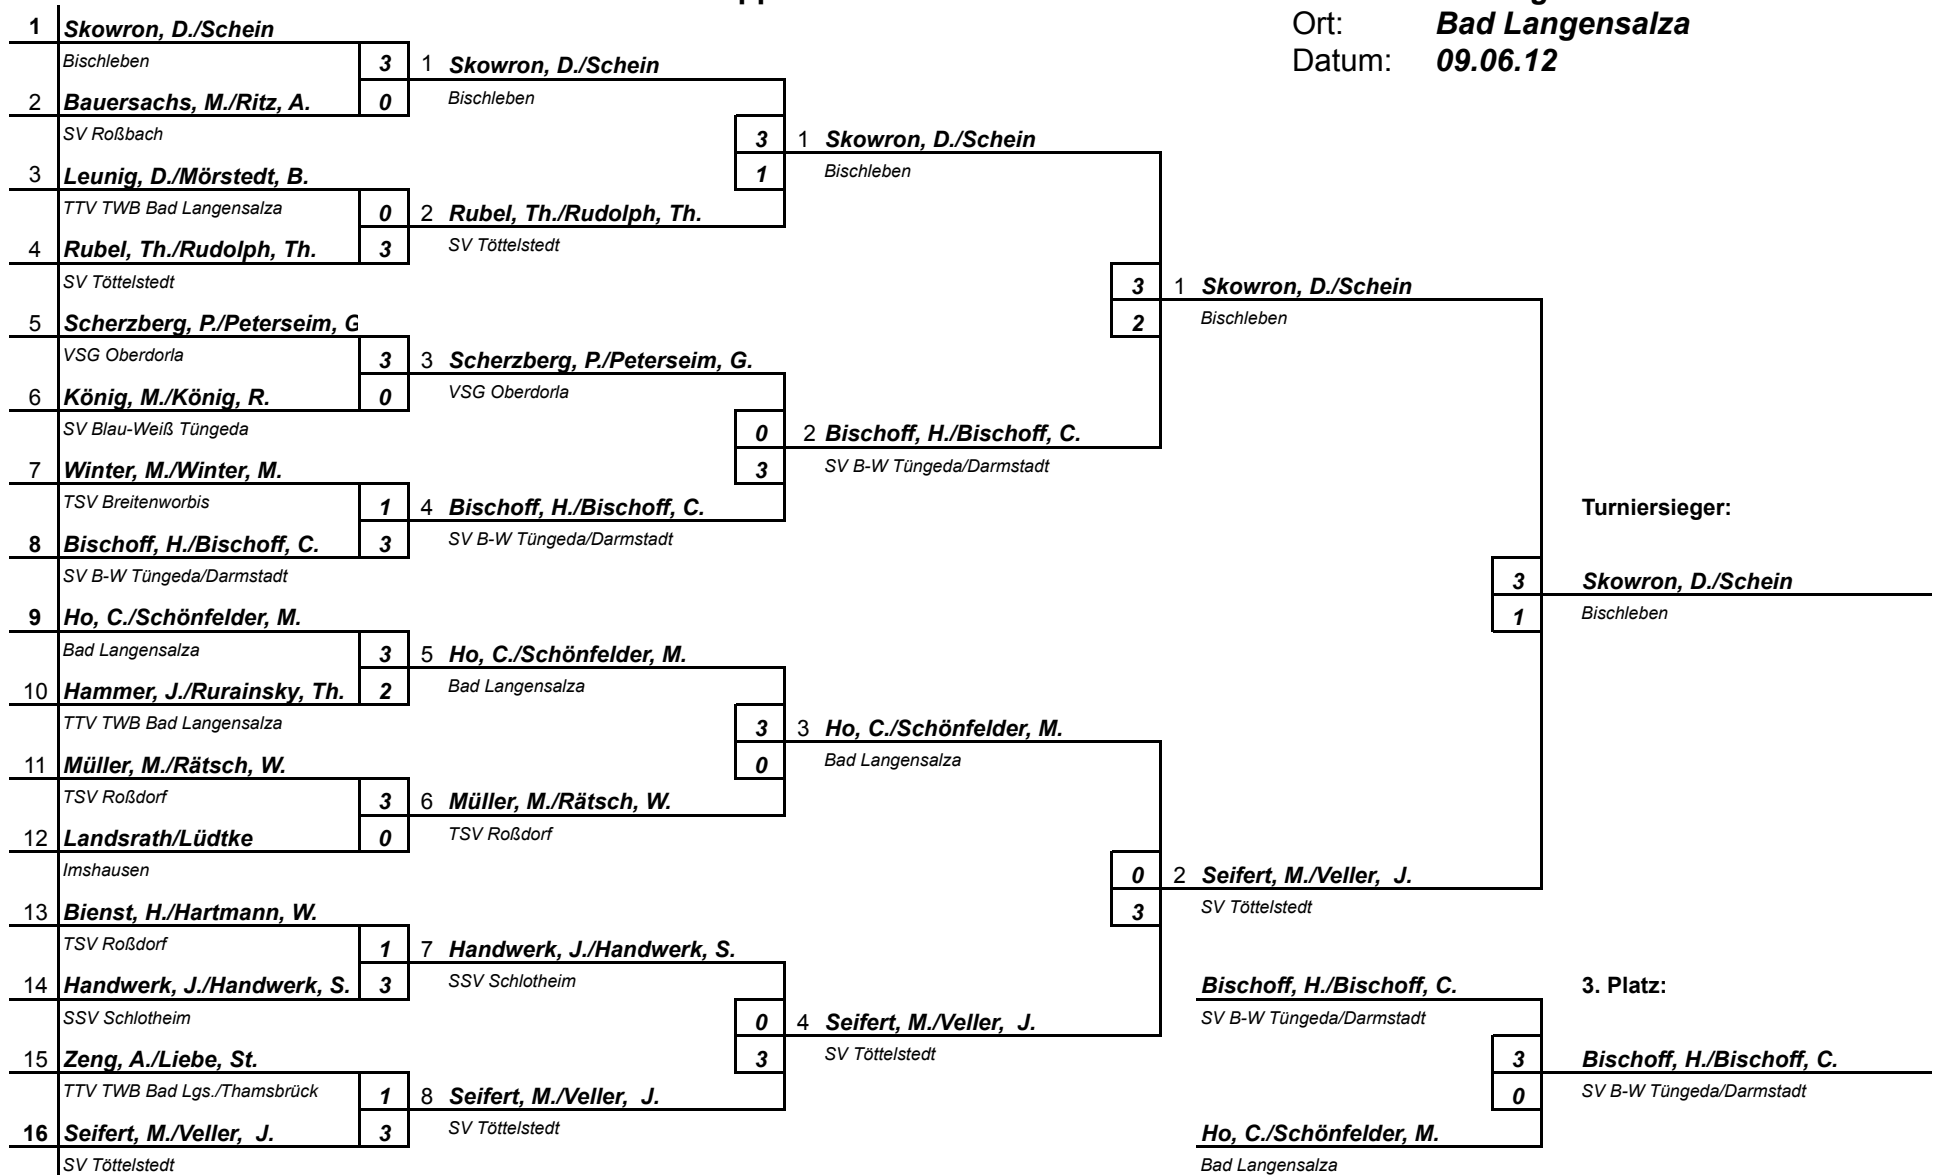 Ort: Bad Langensalza
Datum: 09.06.12
1 Skowron, D./Schein
Bischleben
3
2 Bauersachs, M./Ritz, A.
0
SV Roßbach
3 Leunig, D./Mörstedt, B.
TTV TWB Bad Langensalza
0
4 Rubel, Th./Rudolph, Th.
3
SV Töttelstedt
5 Scherzberg, P./Peterseim, G
VSG Oberdorla
3
6 König, M./König, R.
0
SV Blau-Weiß Tüngeda
7 Winter, M./Winter, M.
TSV Breitenworbis
1
8 Bischoff, H./Bischoff, C.
3
SV B-W Tüngeda/Darmstadt
9 Ho, C./Schönfelder, M.
Bad Langensalza
3
10 Hammer, J./Rurainsky, Th.
2
TTV TWB Bad Langensalza
11 Müller, M./Rätsch, W.
TSV Roßdorf
3
12 Landsrath/Lüdtke
0
Imshausen
13 Bienst, H./Hartmann, W.
TSV Roßdorf
1
14 Handwerk, J./Handwerk, S.
3
SSV Schlotheim
15 Zeng, A./Liebe, St.
TTV TWB Bad Lgs./Thamsbrück
1
16 Seifert, M./Veller, J.
3
SV Töttelstedt
1 Skowron, D./Schein
Bischleben
3
1
2 Rubel, Th./Rudolph, Th.
SV Töttelstedt
3 Scherzberg, P./Peterseim, G.
VSG Oberdorla
0
3
4 Bischoff, H./Bischoff, C.
SV B-W Tüngeda/Darmstadt
5 Ho, C./Schönfelder, M.
Bad Langensalza
3
0
6 Müller, M./Rätsch, W.
TSV Roßdorf
7 Handwerk, J./Handwerk, S.
SSV Schlotheim
0
3
8 Seifert, M./Veller, J.
SV Töttelstedt
1 Skowron, D./Schein
Bischleben
3
2
2 Bischoff, H./Bischoff, C.
SV B-W Tüngeda/Darmstadt
3 Ho, C./Schönfelder, M.
Bad Langensalza
0
3
4 Seifert, M./Veller, J.
SV Töttelstedt
1 Skowron, D./Schein
Bischleben
3
1
2 Seifert, M./Veller, J.
SV Töttelstedt
Turniersieger:
Skowron, D./Schein
Bischleben
Bischoff, H./Bischoff, C.
SV B-W Tüngeda/Darmstadt
3
0
Ho, C./Schönfelder, M.
Bad Langensalza
3. Platz:
Bischoff, H./Bischoff, C.
SV B-W Tüngeda/Darmstadt